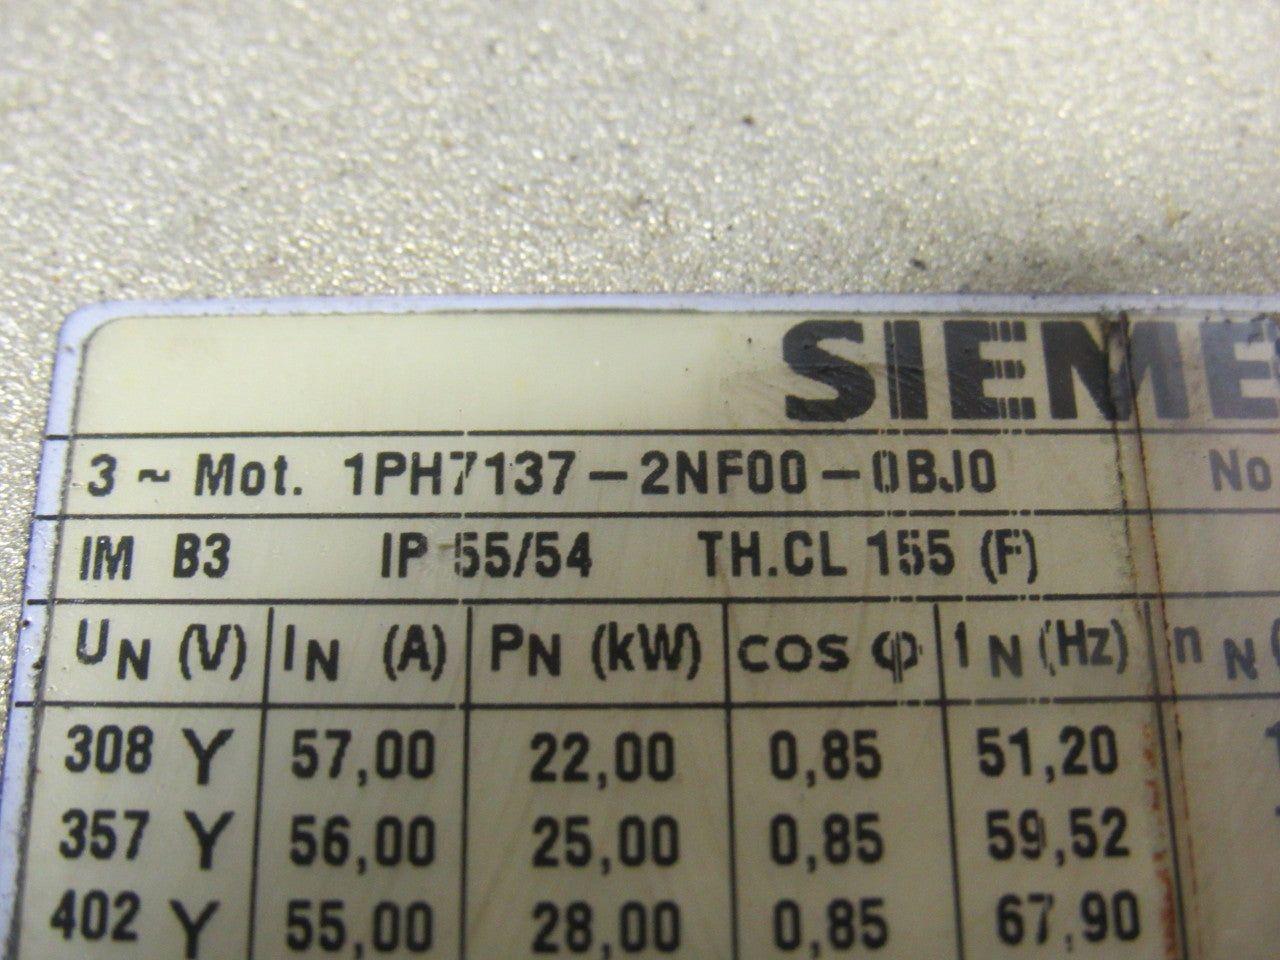 SIEME
3 ~ Mot. 1PH7137-2NF00-0BJ0 No
IM B3 IP 55/54 TH.CL 155 (F)
UN (V) IN (A) PN (kW) cos φ fN (Hz) nN (
308 Y 57,00 22,00 0,85 51,20 1
357 Y 56,00 25,00 0,85 59,52
402 Y 55,00 28,00 0,85 67,90